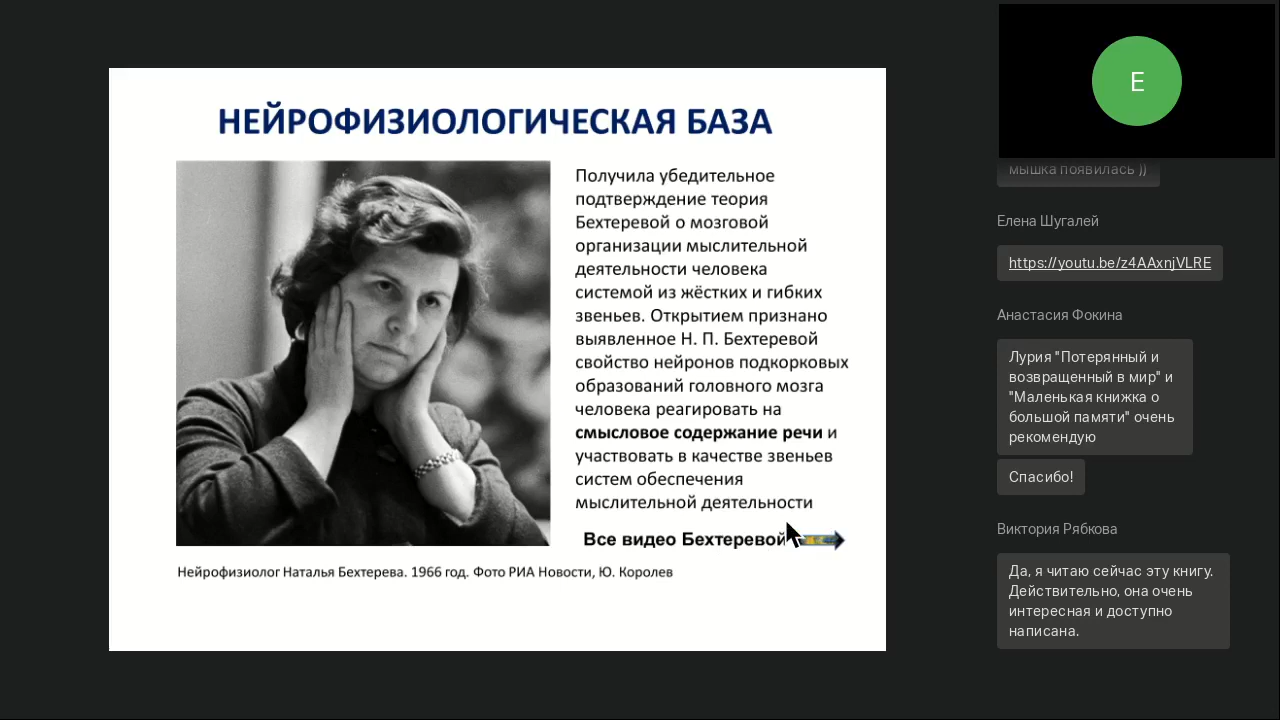 НЕЙРОФИЗИОЛОГИЧЕСКАЯ БАЗА
Получила убедительное
подтверждение теория
Бехтеревой о мозговой
организации мыслительной
деятельности человека
системой из жёстких и гибких
звеньев. Открытием признано
выявленное Н. П. Бехтеревой
свойство нейронов подкорковых
образований головного мозга
человека реагировать на
смысловое содержание речи и
участвовать в качестве звеньев
систем обеспечения
мыслительной деятельности
Все видео Бехтеревой
Нейрофизиолог Наталья Бехтерева. 1966 год. Фото РИА Новости, Ю. Королев
E
мышка появилась ))
Елена Шугалей
https://youtu.be/z4AAxnjVLRE
Анастасия Фокина
Лурия "Потерянный и
возвращенный в мир" и
"Маленькая книжка о
большой памяти" очень
рекомендую
Спасибо!
Виктория Рябкова
Да, я читаю сейчас эту книгу.
Действительно, она очень
интересная и доступно
написана.